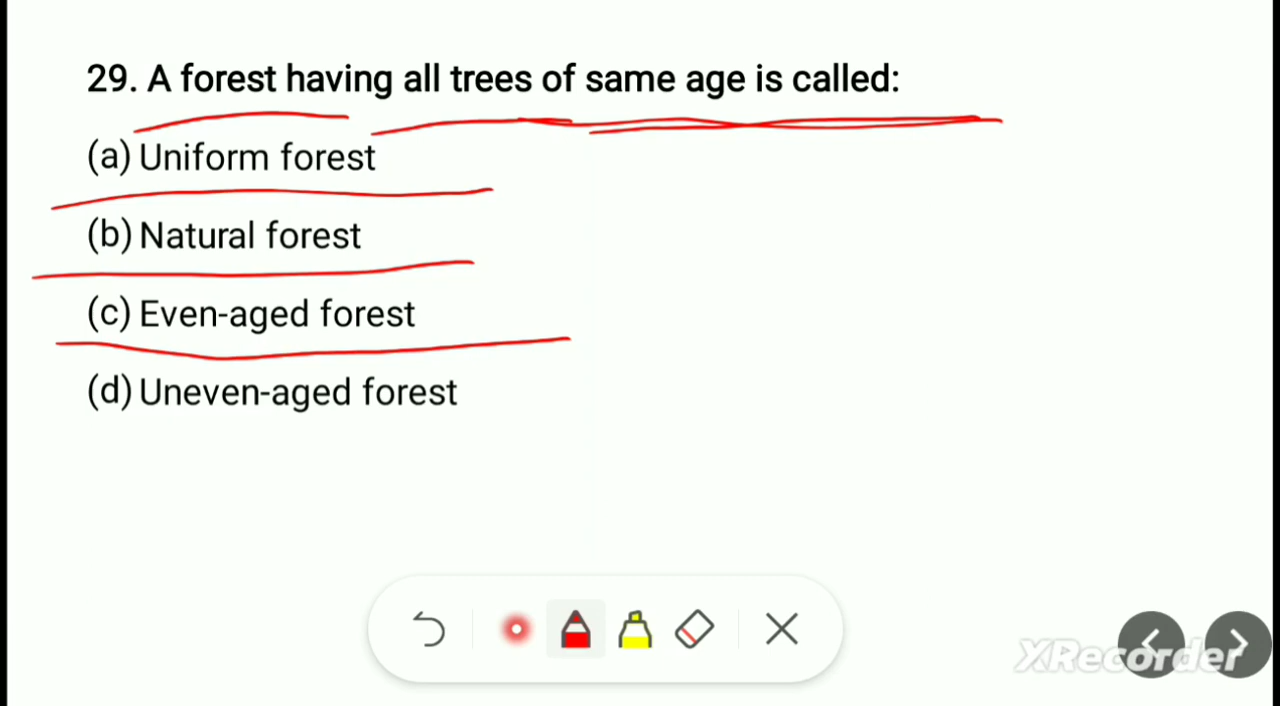 29. A forest having all trees of same age is called:
(a) Uniform forest
(b) Natural forest
(c) Even-aged forest
(d) Uneven-aged forest
XRecorder